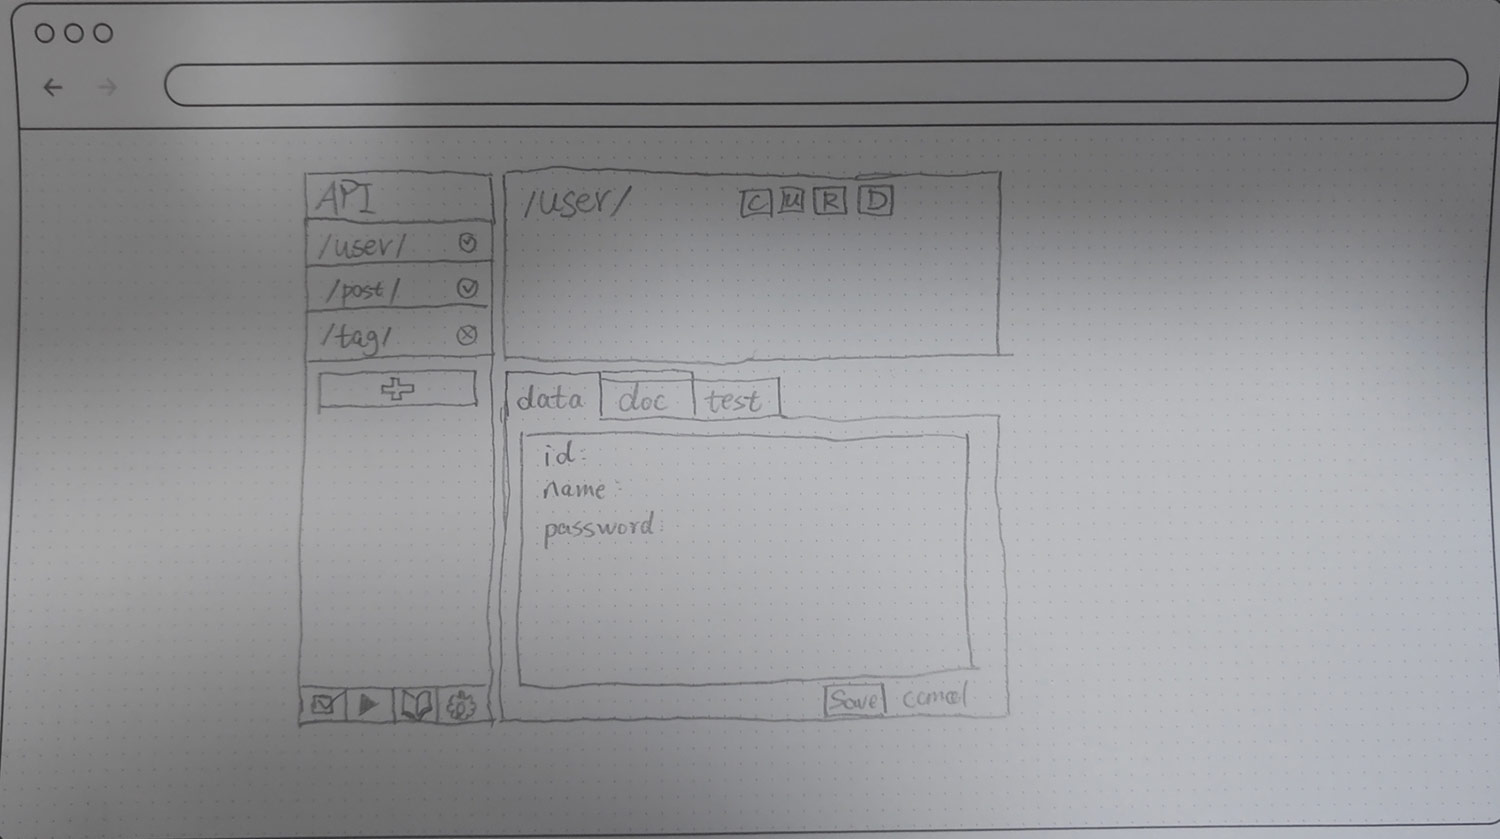 API
/user/
/post/
/tag/
/user/ C U R D
data doc test
id:
name:
password:
Save cancel